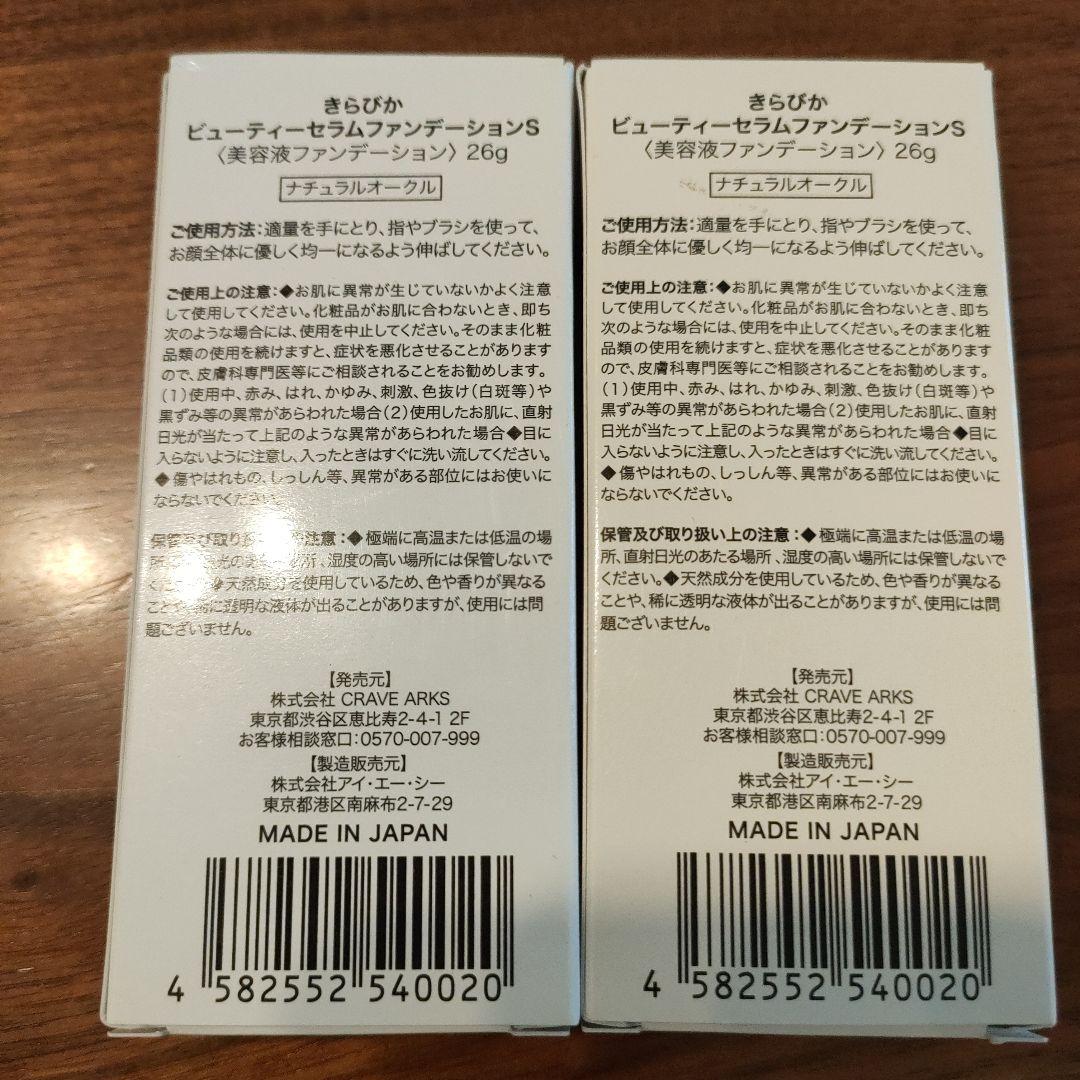 きらびか
ビューティーセラムファンデーションS
〈美容液ファンデーション〉26g
ナチュラルオークル
ご使用方法：適量を手にとり、指やブラシを使って、
お顔全体に優しく均一になるよう伸ばしてください。
ご使用上の注意：◆お肌に異常が生じていないかよく注意
して使用してください。化粧品がお肌に合わないとき、即ち
次のような場合には、使用を中止してください。そのまま化粧
品類の使用を続けますと、症状を悪化させることがあります
ので、皮膚科専門医等にご相談されることをお勧めします。
（1）使用中、赤み、はれ、かゆみ、刺激、色抜け（白斑等）や
黒ずみ等の異常があらわれた場合（2）使用したお肌に、直射
日光が当たって上記のような異常があらわれた場合◆目に
入らないように注意し、入ったときはすぐに洗い流してください。
◆傷やはれもの、しっしん等、異常がある部位にはお使いに
ならないでくださ
保管及び取り扱 注意：◆極端に高温または低温の場
所 光の 所、湿度の高い場所には保管しないで
く ◆天然成分を使用しているため、色や香りが異なる
ことや、稀に透明な液体が出ることがありますが、使用には問
題ございません。
【発売元】
株式会社 CRAVE ARKS
東京都渋谷区恵比寿2-4-1 2F
お客様相談窓口：0570-007-999
【製造販売元】
株式会社アイ・エー・シー
東京都港区南麻布2-7-29
MADE IN JAPAN
4 582552 540020
きらびか
ビューティーセラムファンデーションS
〈美容液ファンデーション〉26g
ナチュラルオークル
ご使用方法：適量を手にとり、指やブラシを使って、
お顔全体に優しく均一になるよう伸ばしてください。
ご使用上の注意：◆お肌に異常が生じていないかよく注意
して使用してください。化粧品がお肌に合わないとき、即ち
次のような場合には、使用を中止してください。そのまま化粧
品類の使用を続けますと、症状を悪化させることがあります
ので、皮膚科専門医等にご相談されることをお勧めします。
（1）使用中、赤み、はれ、かゆみ、刺激、色抜け（白斑等）や
黒ずみ等の異常があらわれた場合（2）使用したお肌に、直射
日光が当たって上記のような異常があらわれた場合◆目に
入らないように注意し、入ったときはすぐに洗い流してください。
◆傷やはれもの、しっしん等、異常がある部位にはお使いに
ならないでください。
保管及び取り扱い上の注意：◆極端に高温または低温の場
所、直射日光のあたる場所、湿度の高い場所には保管しないで
ください。◆天然成分を使用しているため、色や香りが異なる
ことや、稀に透明な液体が出ることがありますが、使用には問
題ございません。
【発売元】
株式会社 CRAVE ARKS
東京都渋谷区恵比寿2-4-1 2F
お客様相談窓口：0570-007-999
【製造販売元】
株式会社アイ・エー・シー
東京都港区南麻布2-7-29
MADE IN JAPAN
4 582552 540020